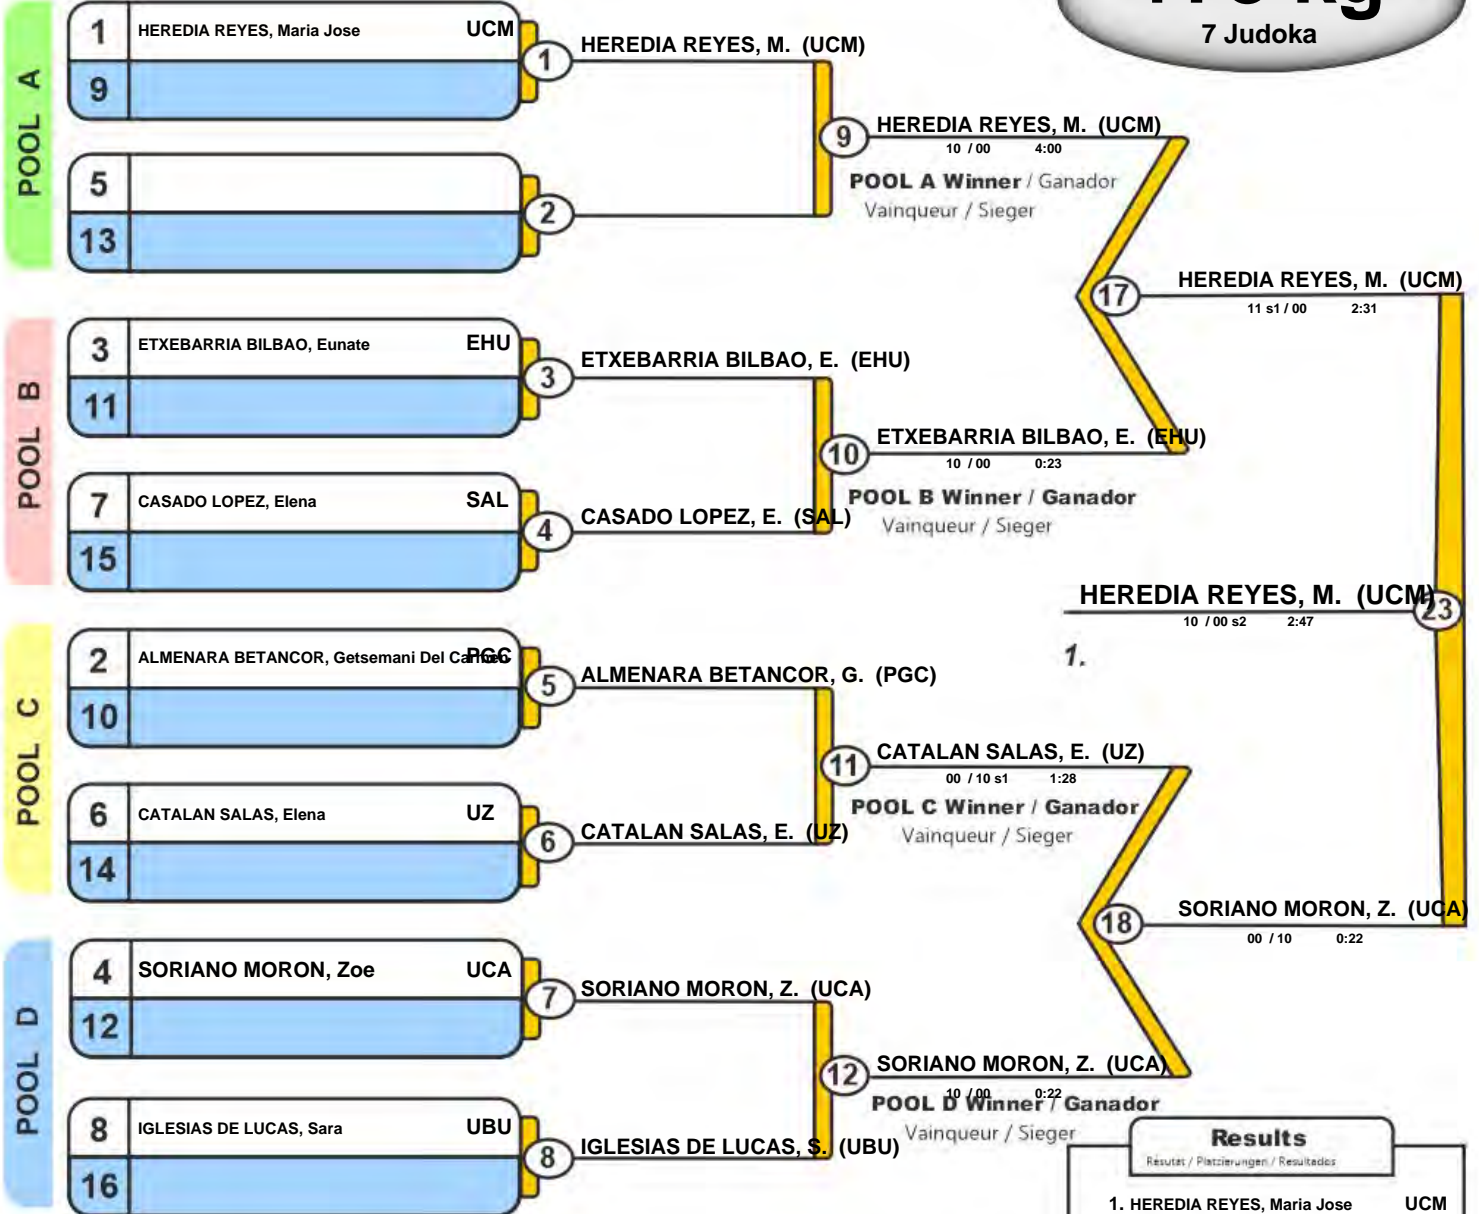 7 Judoka
POOL A
1 HEREDIA REYES, Maria Jose UCM
9
1
HEREDIA REYES, M. (UCM)
5
13
2
9
HEREDIA REYES, M. (UCM)
10 / 00 4:00
POOL A Winner / Ganador
Vainqueur / Sieger
POOL B
3 ETXEBARRIA BILBAO, Eunate EHU
11
3
ETXEBARRIA BILBAO, E. (EHU)
7 CASADO LOPEZ, Elena SAL
15
4
CASADO LOPEZ, E. (SAL)
10
ETXEBARRIA BILBAO, E. (EHU)
10 / 00 0:23
POOL B Winner / Ganador
Vainqueur / Sieger
17
HEREDIA REYES, M. (UCM)
11 s1 / 00 2:31
HEREDIA REYES, M. (UCM)
23
10 / 00 s2 2:47
1.
POOL C
2 ALMENARA BETANCOR, Getsemani Del Carmen PGC
10
5
ALMENARA BETANCOR, G. (PGC)
6 CATALAN SALAS, Elena UZ
14
6
CATALAN SALAS, E. (UZ)
11
CATALAN SALAS, E. (UZ)
00 / 10 s1 1:28
POOL C Winner / Ganador
Vainqueur / Sieger
18
SORIANO MORON, Z. (UCA)
00 / 10 0:22
POOL D
4 SORIANO MORON, Zoe UCA
12
7
SORIANO MORON, Z. (UCA)
8 IGLESIAS DE LUCAS, Sara UBU
16
8
IGLESIAS DE LUCAS, S. (UBU)
12
SORIANO MORON, Z. (UCA)
10 / 00 0:22
POOL D Winner / Ganador
Vainqueur / Sieger
Results
Résutat / Platzierungen / Resultados
1. HEREDIA REYES, Maria Jose UCM